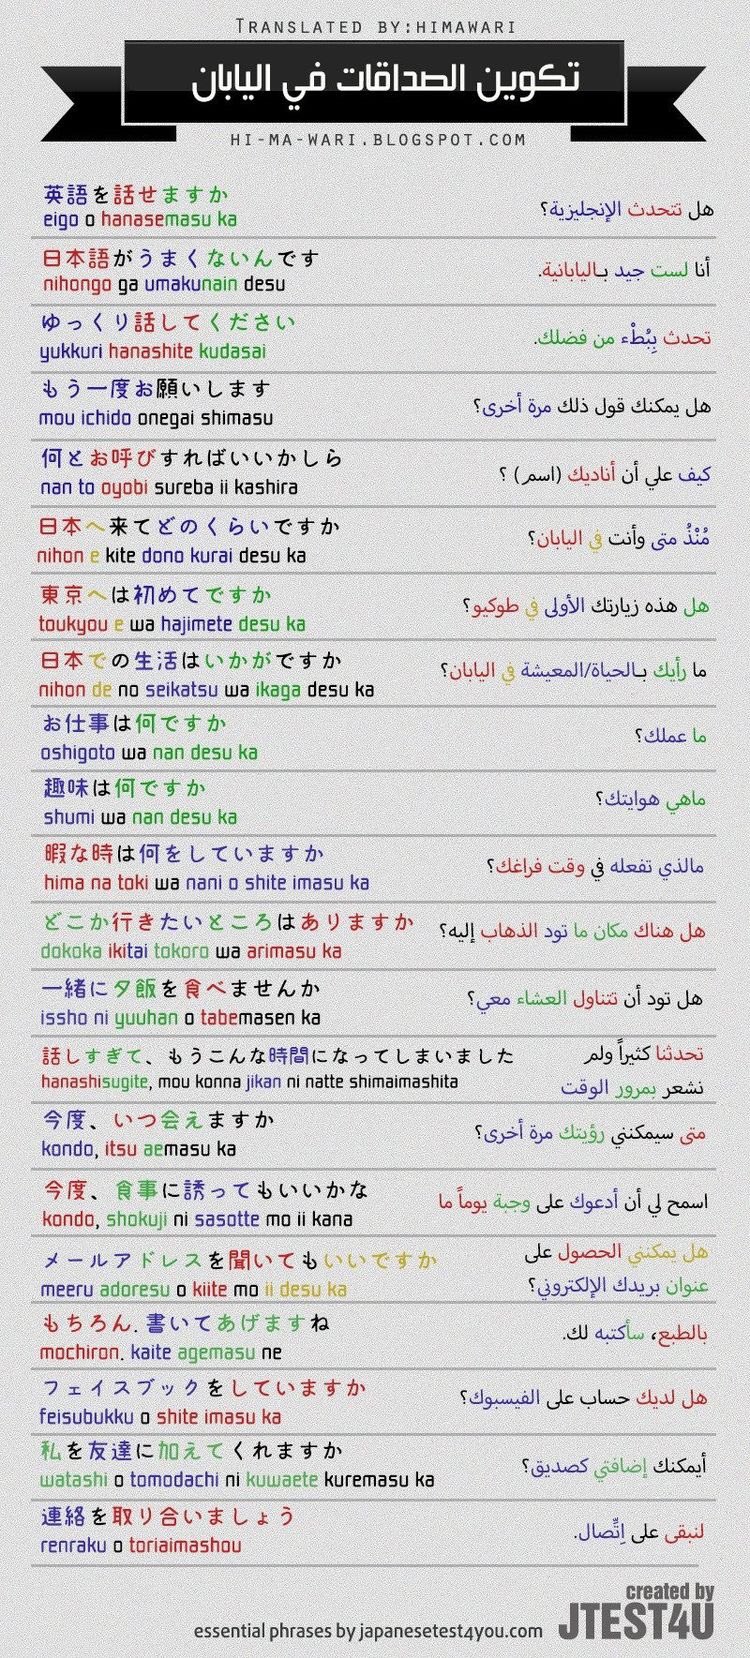 TRANSLATED BY:HIMAWARI
تكوين الصداقات في اليابان
HI-MA-WARI.BLOGSPOT.COM
英語を話せますか
eigo o hanasemasu ka
هل تتحدث الإنجليزية؟
日本語がうまくないんです
nihongo ga umakunain desu
أنا لست جيد بـاليابانية.
ゆっくり話してください
yukkuri hanashite kudasai
تحدث بِبُطْء من فضلك.
もう一度お願いします
mou ichido onegai shimasu
هل يمكنك قول ذلك مرة أخرى؟
何とお呼びすればいいかしら
nan to oyobi sureba ii kashira
كيف علي أن أناديك (اسم) ؟
日本へ来てどのくらいですか
nihon e kite dono kurai desu ka
مُنْذُ متى وأنت في اليابان؟
東京へは初めてですか
toukyou e wa hajimete desu ka
هل هذه زيارتك الأولى في طوكيو؟
日本での生活はいかがですか
nihon de no seikatsu wa ikaga desu ka
ما رأيك بـالحياة/المعيشة في اليابان؟
お仕事は何ですか
oshigoto wa nan desu ka
ما عملك؟
趣味は何ですか
shumi wa nan desu ka
ماهي هوايتك؟
暇な時は何をしていますか
hima na toki wa nani o shite imasu ka
مالذي تفعله في وقت فراغك؟
どこか行きたいところはありますか
dokoka ikitai tokoro wa arimasu ka
هل هناك مكان ما تود الذهاب إليه؟
一緒に夕飯を食べませんか
issho ni yuuhan o tabemasen ka
هل تود أن تتناول العشاء معي؟
話しすぎて、もうこんな時間になってしまいました
hanashisugite, mou konna jikan ni natte shimaimashita
تحدثنا كثيراً ولم
نشعر بمرور الوقت
今度、いつ会えますか
kondo, itsu aemasu ka
متى سيمكنني رؤيتك مرة أخرى؟
今度、食事に誘ってもいいかな
kondo, shokuji ni sasotte mo ii kana
اسمح لي أن أدعوك على وجبة يوماً ما
メールアドレスを聞いてもいいですか
meeru adoresu o kiite mo ii desu ka
هل يمكنني الحصول على
عنوان بريدك الإلكتروني؟
もちろん. 書いてあげますね
mochiron. kaite agemasu ne
بالطبع، سأكتبه لك.
フェイスブックをしていますか
feisubukku o shite imasu ka
هل لديك حساب على الفيسبوك؟
私を友達に加えてくれますか
watashi o tomodachi ni kuwaete kuremasu ka
أيمكنك إضافتي كصديق؟
連絡を取り合いましょう
renraku o toriaimashou
لنبقى على اِتِّصال.
created by
JTEST4U
essential phrases by japanesetest4you.com